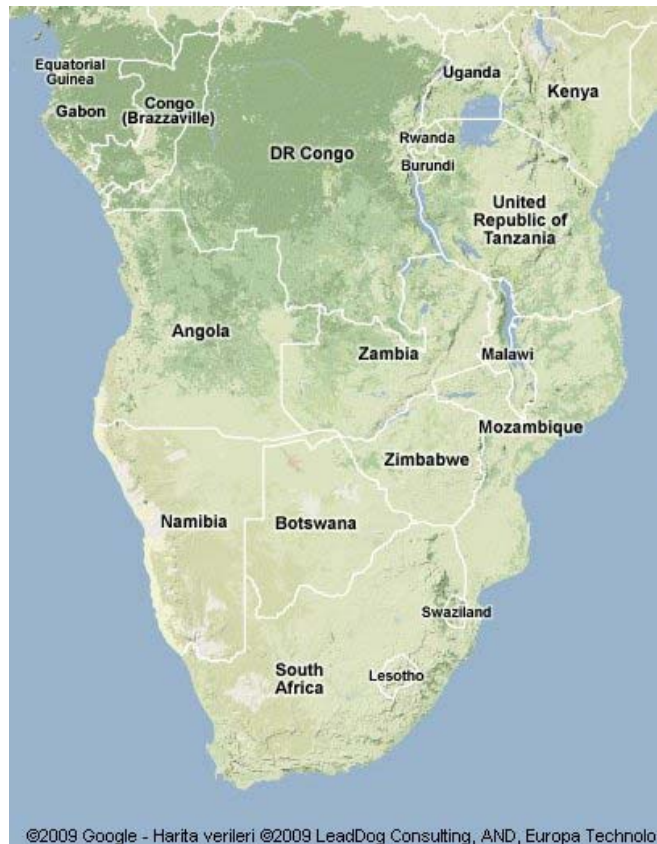 Uganda
Equatorial
Guinea
Kenya
Gabon
Congo
(Brazzaville)
Rwanda
DR Congo
Burundi
United
Republic of
Tanzania
Angola
Zambia
Malawi
Mozambique
Zimbabwe
Namibia
Botswana
Swaziland
South
Africa
Lesotho
©2009 Google - Harita verileri ©2009 LeadDog Consulting, AND, Europa Technolo